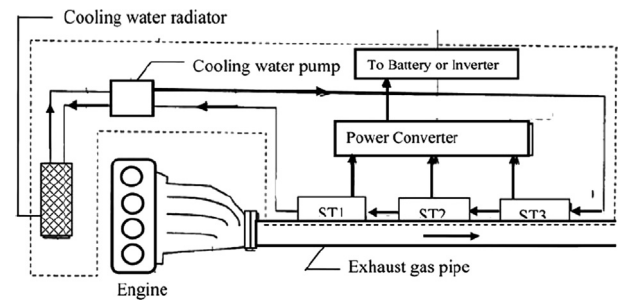 Cooling water radiator
Cooling water pump
To Battery or Inverter
Power Converter
ST1
ST2
ST3
Exhaust gas pipe
Engine